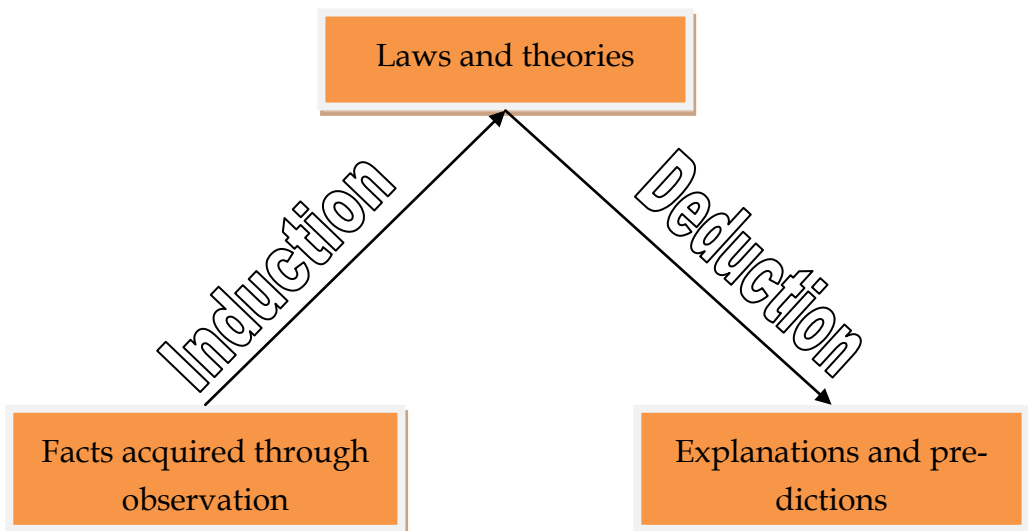 Laws and theories
Induction
Deduction
Facts acquired through
observation
Explanations and pre-
dictions